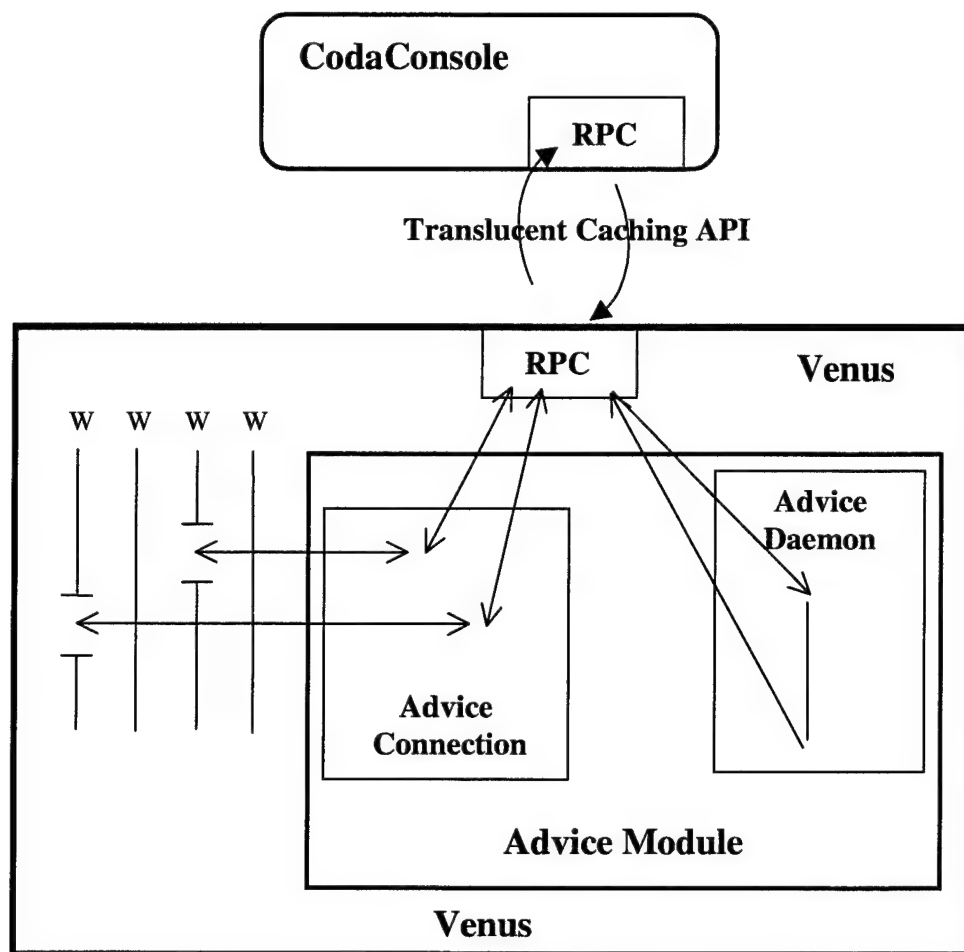 CodaConsole
RPC
Translucent Caching API
RPC
Venus
W W W W
Advice
Daemon
Advice
Connection
Advice Module
Venus